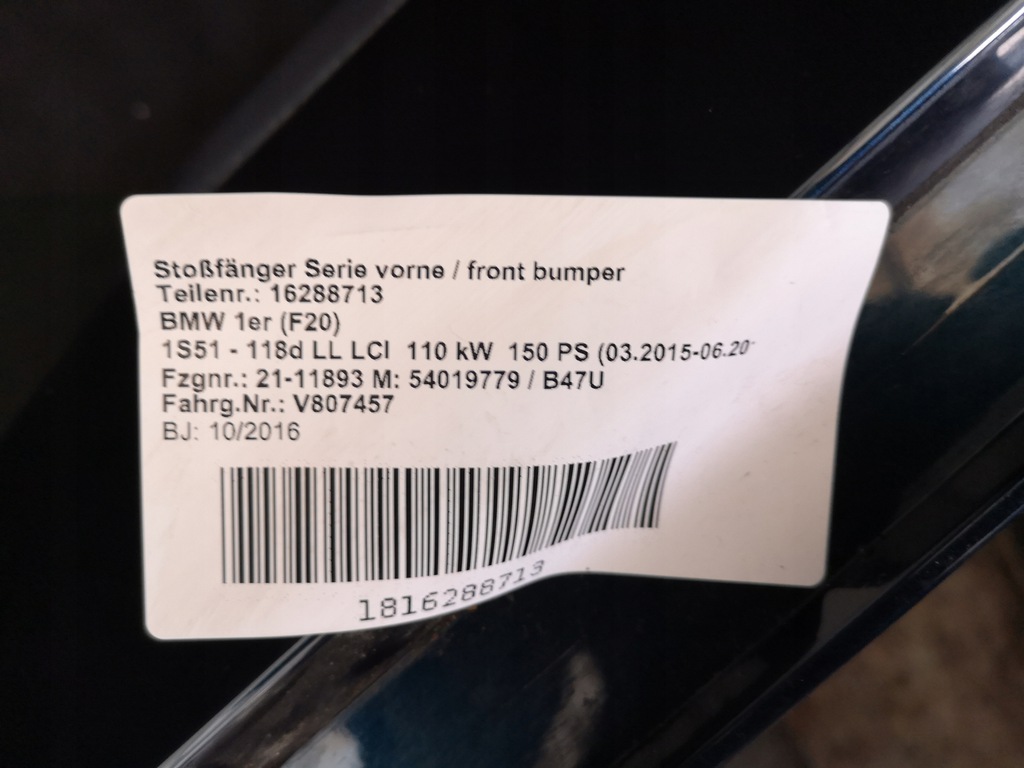 Stoßfänger Serie vorne / front bumper
Teilenr.: 16288713
BMW 1er (F20)
1S51 - 118d LL LCI 110 kW 150 PS (03.2015-06.20
Fzgnr.: 21-11893 M: 54019779 / B47U
Fahrg.Nr.: V807457
BJ: 10/2016
1816288713